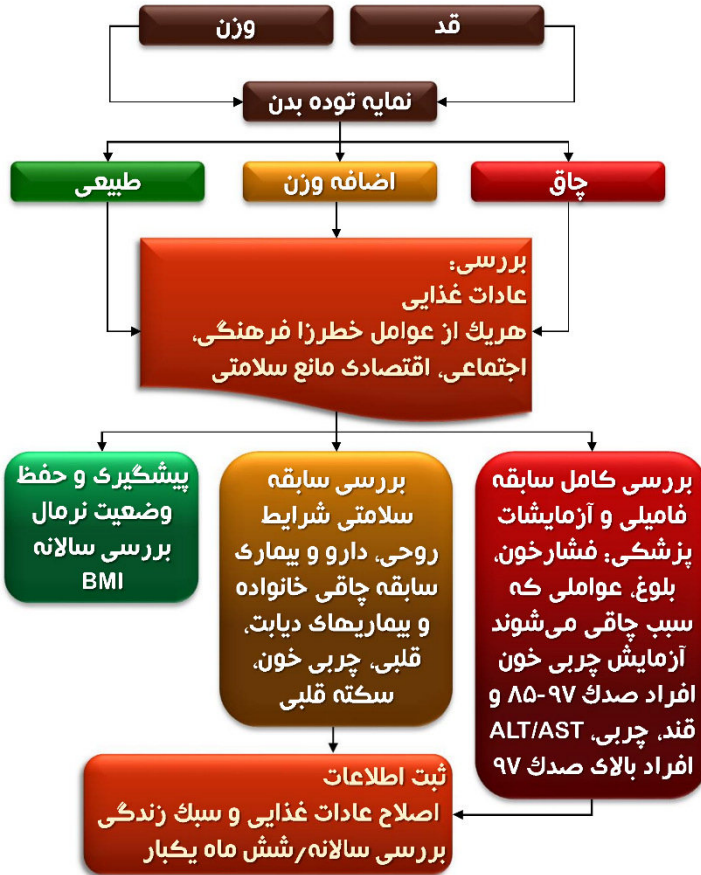 قد
وزن
نمایه توده بدن
چاق
اضافه وزن
طبیعی
بررسی:
عادات غذایی
هریك از عوامل خطرزا فرهنگی،
اجتماعی، اقتصادی مانع سلامتی
بررسی کامل سابقه
فامیلی و آزمایشات
پزشکی: فشارخون،
بلوغ، عواملی که
سبب چاقی می‌شوند
آزمایش چربی خون
افراد صدك ۹۷-۸۵ و
قند، چربی، ALT/AST
افراد بالای صدك ۹۷
بررسی سابقه
سلامتی شرایط
روحی، دارو و بیماری
سابقه چاقی خانواده
و بیماریهای دیابت،
قلبی، چربی خون،
سکته قلبی
پیشگیری و حفظ
وضعیت نرمال
بررسی سالانه
BMI
ثبت اطلاعات
اصلاح عادات غذایی و سبك زندگی
بررسی سالانه/شش ماه یکبار